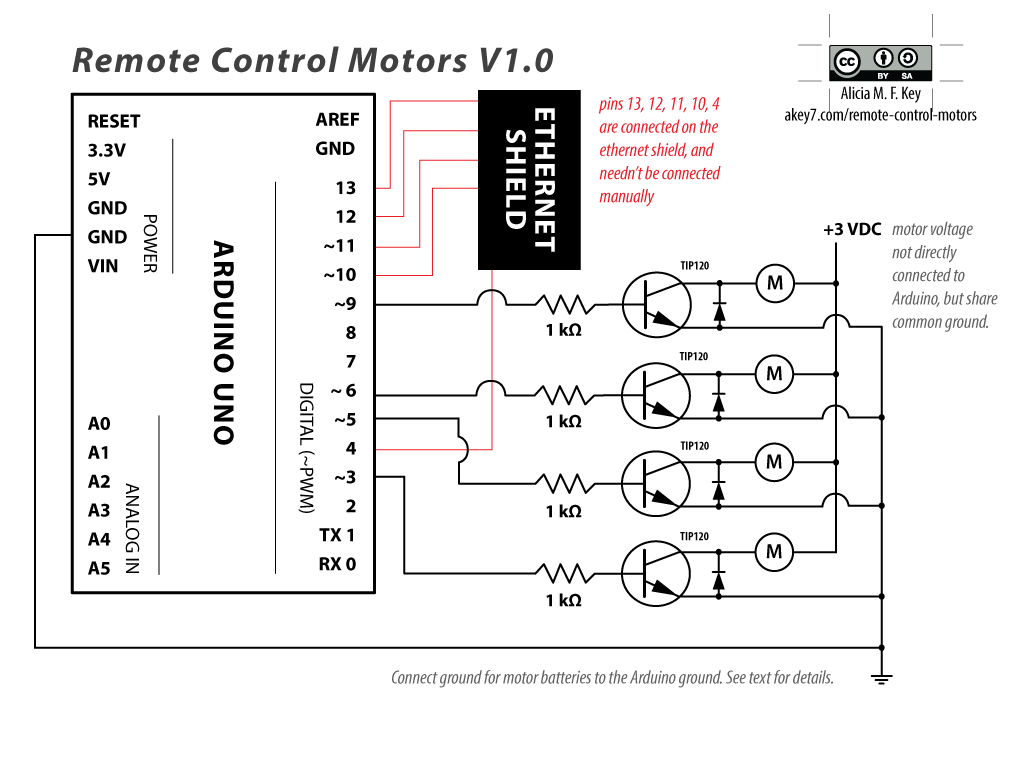 Remote Control Motors V1.0
cc
BY SA
Alicia M. F. Key
akey7.com/remote-control-motors
RESET
3.3V
5V
GND
GND
VIN
POWER
A0
A1
A2
A3
A4
A5
ANALOG IN
ARDUINO UNO
AREF
GND
13
12
~11
~10
~9
8
7
~ 6
~5
4
~3
2
TX 1
RX 0
DIGITAL (~PWM)
ETHERNET
SHIELD
pins 13, 12, 11, 10, 4
are connected on the
ethernet shield, and
needn't be connected
manually
+3 VDC
motor voltage
not directly
connected to
Arduino, but share
common ground.
TIP120
M
1 kΩ
TIP120
M
1 kΩ
TIP120
M
1 kΩ
TIP120
M
1 kΩ
Connect ground for motor batteries to the Arduino ground. See text for details.